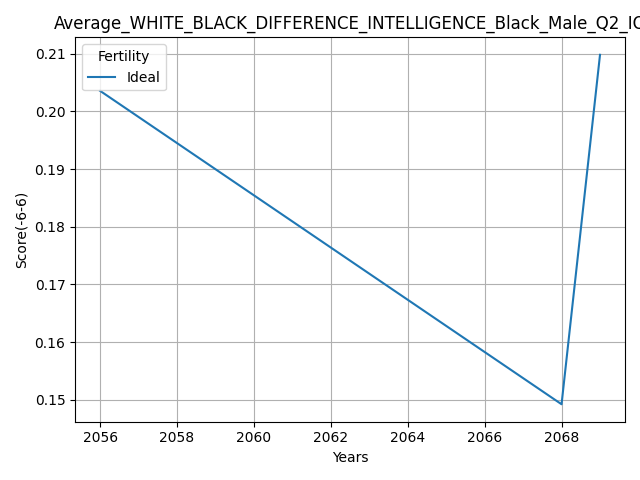 Average_WHITE_BLACK_DIFFERENCE_INTELLIGENCE_Black_Male_Q2_IC
Fertility
Ideal
0.21
0.20
0.19
0.18
0.17
0.16
0.15
Score(-6-6)
2056 2058 2060 2062 2064 2066 2068
Years